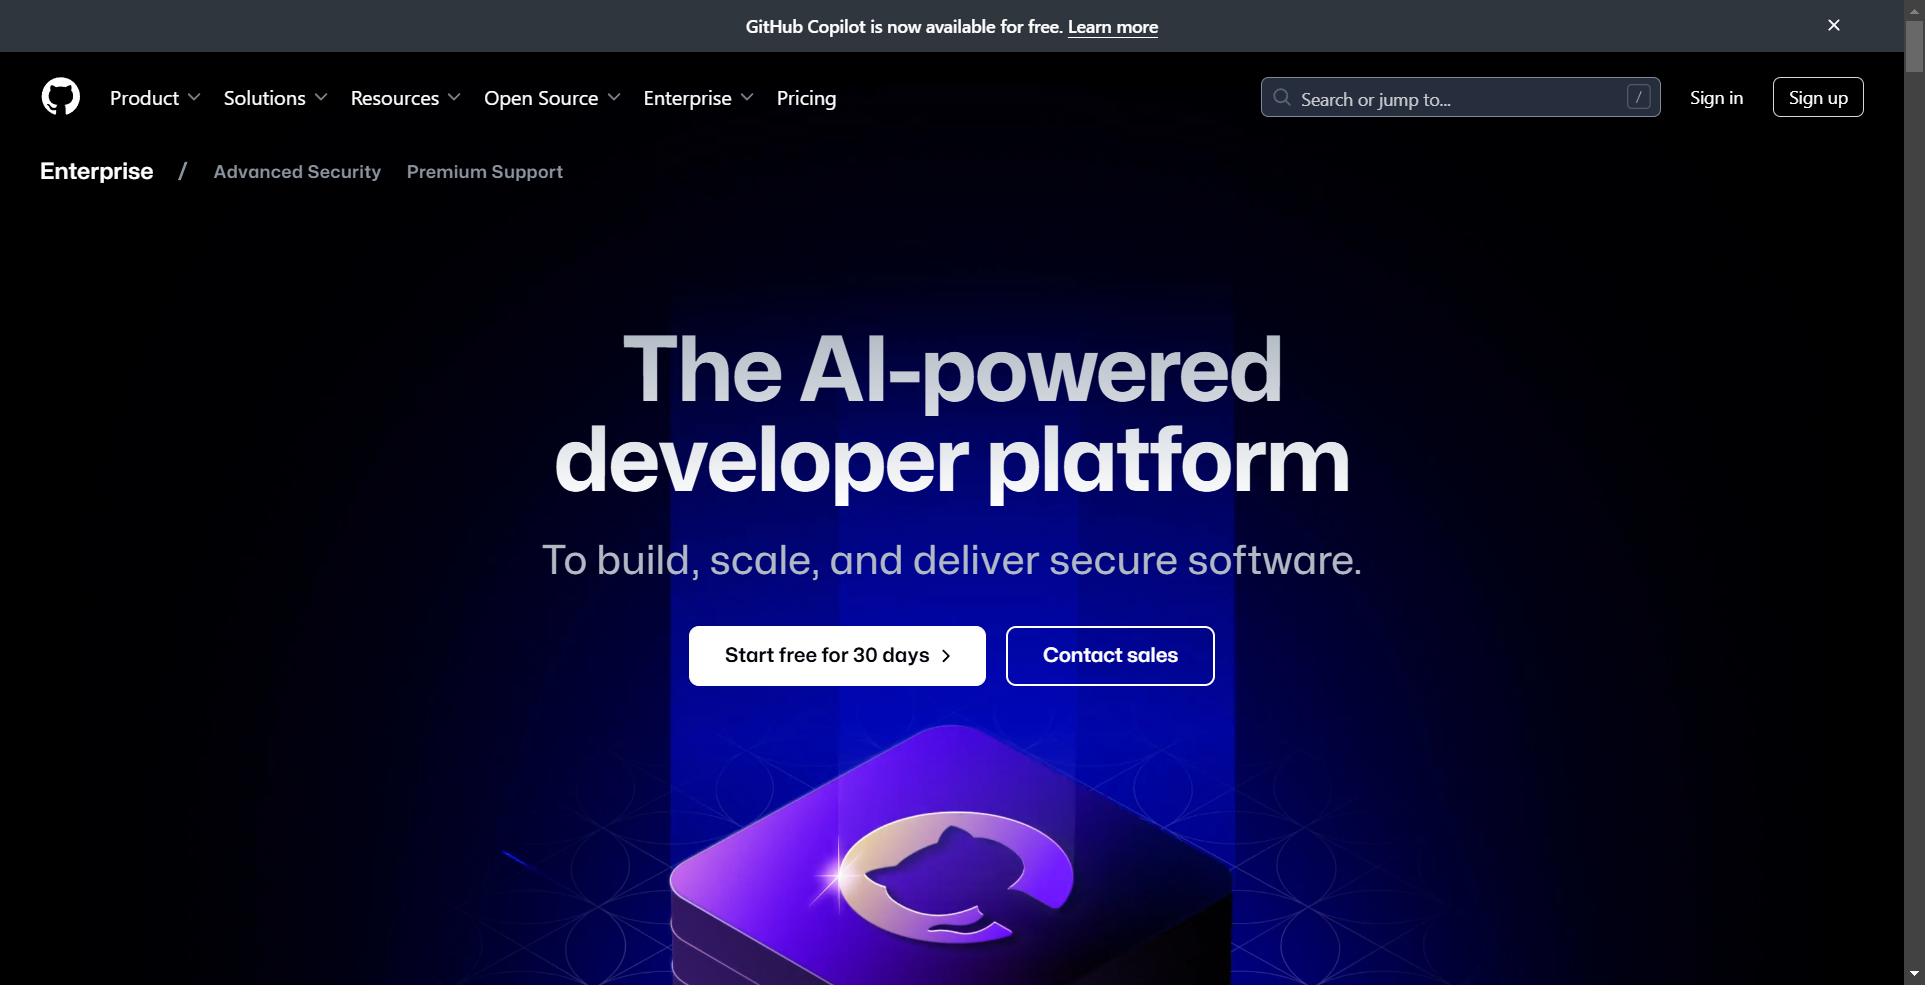 GitHub Copilot is now available for free. Learn more
Product Solutions Resources Open Source Enterprise Pricing
Search or jump to... /
Sign in
Sign up
Enterprise / Advanced Security Premium Support
The AI-powered
developer platform
To build, scale, and deliver secure software.
Start free for 30 days
Contact sales